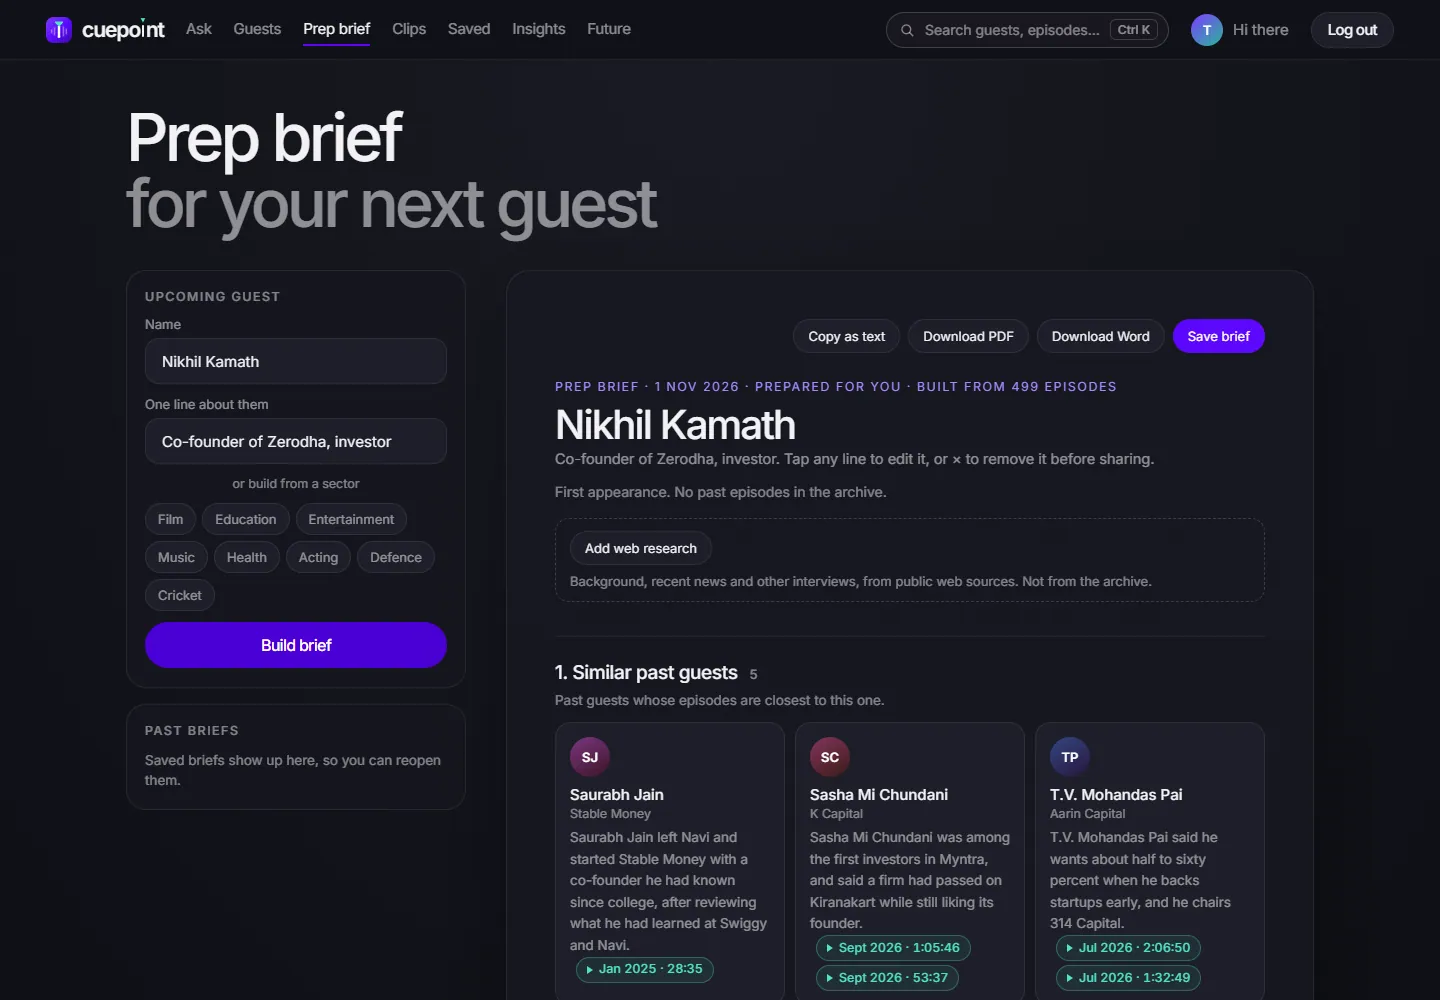 cuepoint
Ask
Guests
Prep brief
Clips
Saved
Insights
Future
Search guests, episodes...
Ctrl K
T
Hi there
Log out
Prep brief
for your next guest
UPCOMING GUEST
Name
Nikhil Kamath
One line about them
Co-founder of Zerodha, investor
or build from a sector
Film
Education
Entertainment
Music
Health
Acting
Defence
Cricket
Build brief
PAST BRIEFS
Saved briefs show up here, so you can reopen
them.
Copy as text
Download PDF
Download Word
Save brief
PREP BRIEF · 1 NOV 2026 · PREPARED FOR YOU · BUILT FROM 499 EPISODES
Nikhil Kamath
Co-founder of Zerodha, investor. Tap any line to edit it, or × to remove it before sharing.
First appearance. No past episodes in the archive.
Add web research
Background, recent news and other interviews, from public web sources. Not from the archive.
1. Similar past guests 5
Past guests whose episodes are closest to this one.
SJ
Saurabh Jain
Stable Money
Saurabh Jain left Navi and
started Stable Money with a
co-founder he had known
since college, after reviewing
what he had learned at Swiggy
and Navi.
Jan 2025 · 28:35
SC
Sasha Mi Chundani
K Capital
Sasha Mi Chundani was among
the first investors in Myntra,
and said a firm had passed on
Kiranakart while still liking its
founder.
Sept 2026 · 1:05:46
Sept 2026 · 53:37
TP
T.V. Mohandas Pai
Aarin Capital
T.V. Mohandas Pai said he
wants about half to sixty
percent when he backs
startups early, and he chairs
314 Capital.
Jul 2026 · 2:06:50
Jul 2026 · 1:32:49